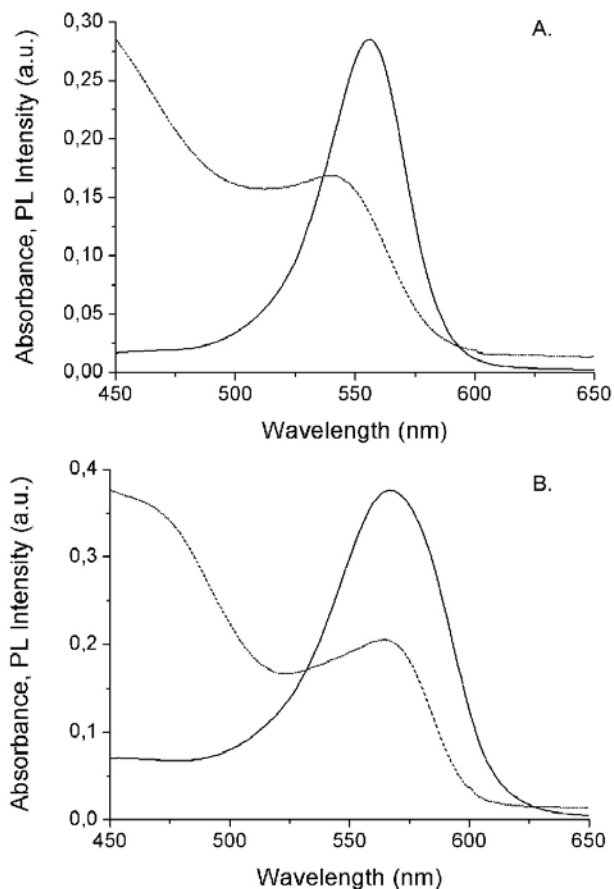 A.
Absorbance, PL Intensity (a.u.)
0,30
0,25
0,20
0,15
0,10
0,05
0,00
450 500 550 600 650
Wavelength (nm)
B.
Absorbance, PL Intensity (a.u.)
0,4
0,3
0,2
0,1
0,0
450 500 550 600 650
Wavelength (nm)